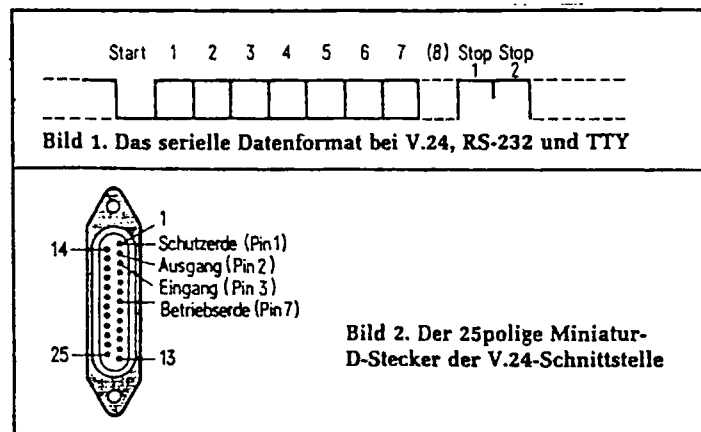 Start 1 2 3 4 5 6 7 (8) Stop Stop
1 2
Bild 1. Das serielle Datenformat bei V.24, RS-232 und TTY
1
14
Schutzerde (Pin 1)
Ausgang (Pin 2)
Eingang (Pin 3)
Betriebserde (Pin 7)
25
13
Bild 2. Der 25polige Miniatur-
D-Stecker der V.24-Schnittstelle